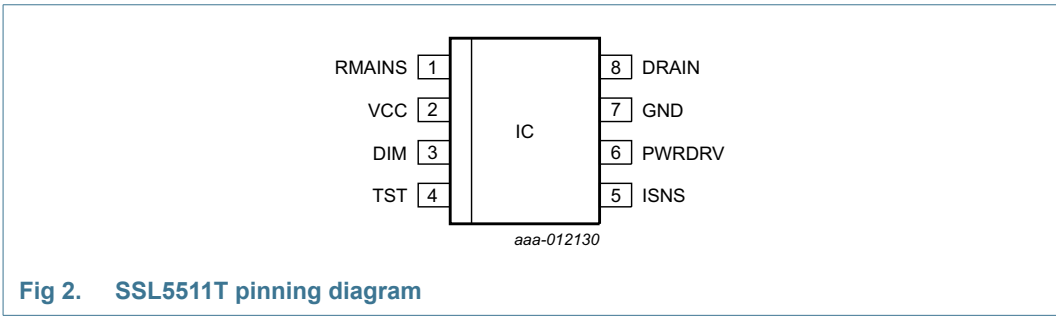 RMAINS 1 8 DRAIN
VCC 2 7 GND
IC
DIM 3 6 PWRDRV
TST 4 5 ISNS
aaa-012130
Fig 2. SSL5511T pinning diagram